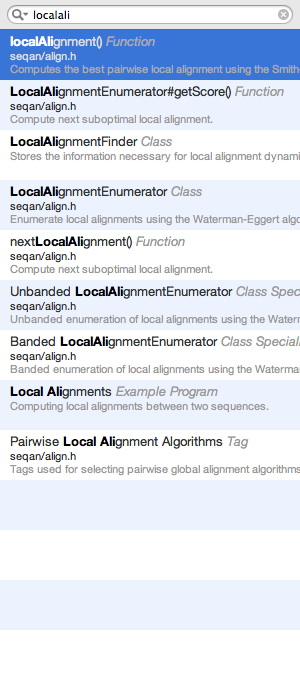 localali
localAlignment() Function
seqan/align.h
Computes the best pairwise local alignment using the Smith
LocalAlignmentEnumerator#getScore() Function
seqan/align.h
Compute next suboptimal local alignment.
LocalAlignmentFinder Class
Stores the information necessary for local alignment dynami
LocalAlignmentEnumerator Class
seqan/align.h
Enumerate local alignments using the Waterman-Eggert algo
nextLocalAlignment() Function
seqan/align.h
Compute next suboptimal local alignment.
Unbanded LocalAlignmentEnumerator Class Spec
seqan/align.h
Unbanded enumeration of local alignments using the Water
Banded LocalAlignmentEnumerator Class Speciali
seqan/align.h
Banded enumeration of local alignments using the Waterma
Local Alignments Example Program
Computing local alignments between two sequences.
Pairwise Local Alignment Algorithms Tag
seqan/align.h
Tags used for selecting pairwise global alignment algorithms